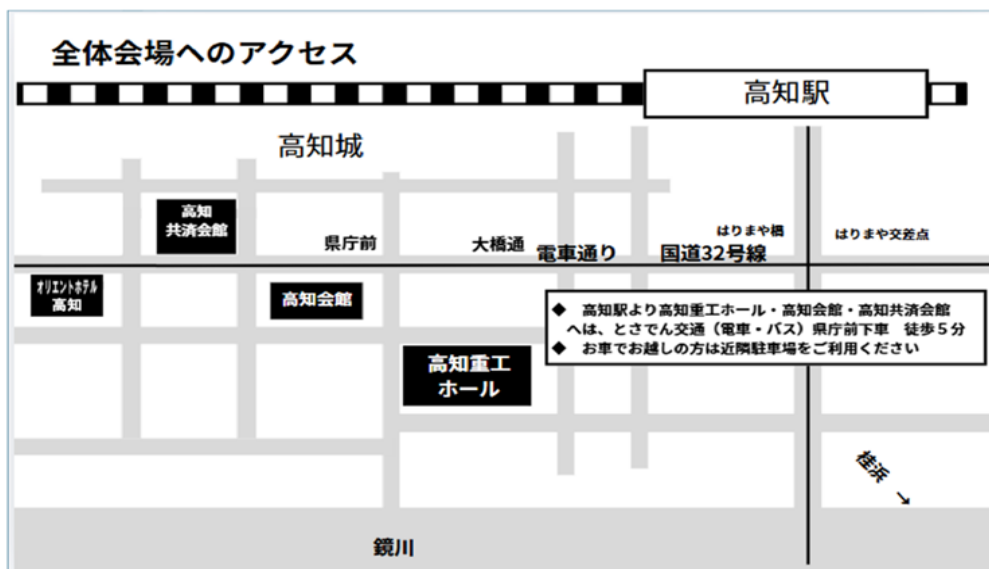 全体会場へのアクセス
高知駅
高知城
高知
共済会館
県庁前
大橋通
電車通り
国道32号線
はりまや橋
はりまや交差点
オリエントホテル
高知
高知会館
◆ 高知駅より高知重工ホール・高知会館・高知共済会館
へは、とさでん交通（電車・バス）県庁前下車 徒歩５分
◆ お車でお越しの方は近隣駐車場をご利用ください
高知重工
ホール
桂浜
→
鏡川